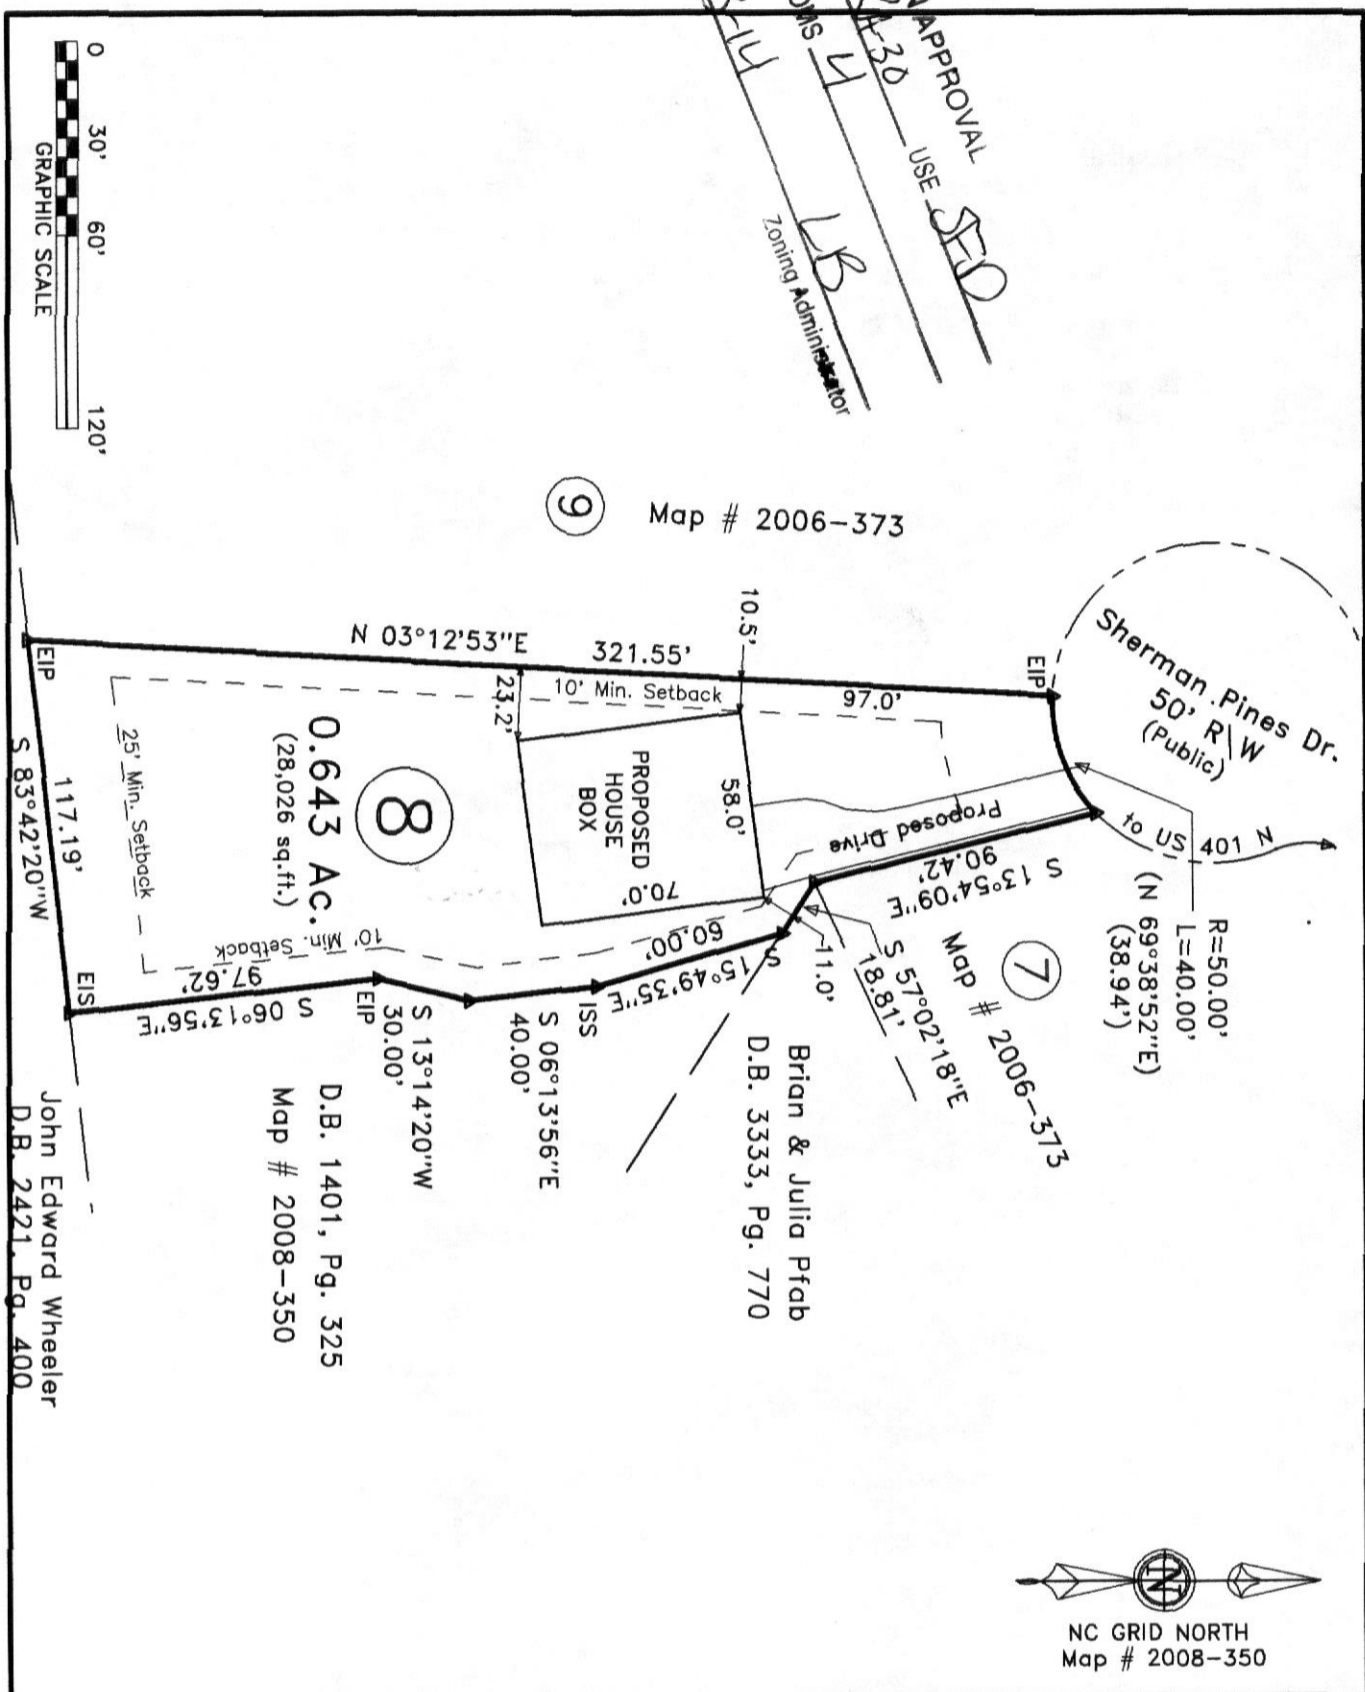 N APPROVAL
A-30 USE SFD
OMS 4
-14 LB
Zoning Administrator
0 30' 60' 120'
GRAPHIC SCALE
9
Map # 2006-373
Sherman Pines Dr.
50' R\W
(Public)
to US 401 N
R=50.00'
L=40.00'
(N 69°38'52"E)
(38.94')
EIP
97.0'
10.5'
N 03°12'53"E 321.55'
10' Min. Setback
23.2'
Proposed Drive
S 13°54'09"E
90.42'
7
Map # 2006-373
S 57°02'18"E
18.81'
11.0'
58.0'
70.0'
PROPOSED
HOUSE
BOX
8
0.643 Ac.
(28,026 sq.ft.)
S 15°49'35"E
60.00'
ISS
Brian & Julia Pfab
D.B. 3333, Pg. 770
S 06°13'56"E
40.00'
S 13°14'20"W
30.00'
EIP
D.B. 1401, Pg. 325
Map # 2008-350
10' Min. Setback
S 06°13'56"E
97.62'
25' Min. Setback
EIP
EIS
117.19'
S 83°42'20"W
John Edward Wheeler
D.B. 2421, Pg. 400
N
NC GRID NORTH
Map # 2008-350